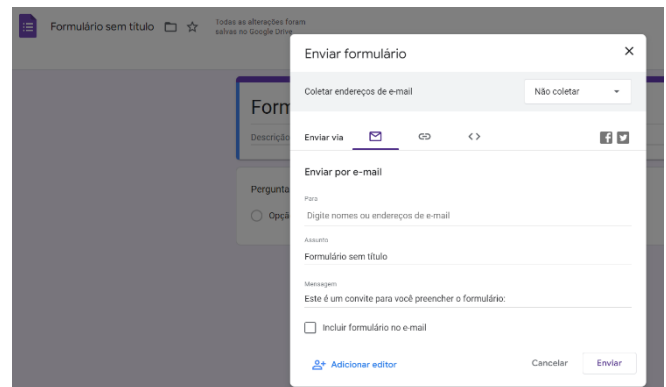 Formulário sem título
Todas as alterações foram
salvas no Google Drive
Enviar formulário
Coletar endereços de e-mail
Não coletar
Form
Descrição
Enviar via
Enviar por e-mail
Pergunta
Para
Opçã
Digite nomes ou endereços de e-mail
Assunto
Formulário sem título
Mensagem
Este é um convite para você preencher o formulário:
Incluir formulário no e-mail
Adicionar editor
Cancelar
Enviar